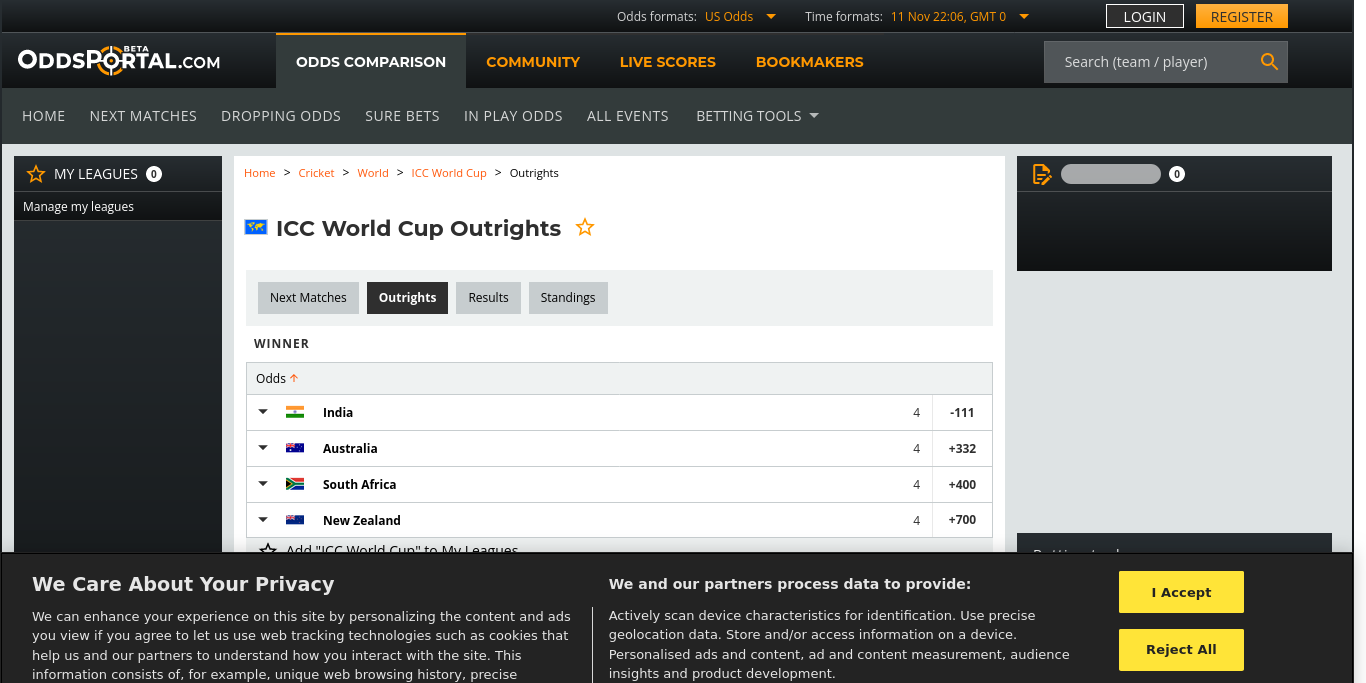 Odds formats: US Odds Time formats: 11 Nov 22:06, GMT 0 LOGIN REGISTER
ODDSPORTAL.COM BETA ODDS COMPARISON COMMUNITY LIVE SCORES BOOKMAKERS Search (team / player)
HOME NEXT MATCHES DROPPING ODDS SURE BETS IN PLAY ODDS ALL EVENTS BETTING TOOLS
MY LEAGUES 0
Manage my leagues
Home > Cricket > World > ICC World Cup > Outrights
0
ICC World Cup Outrights
Next Matches Outrights Results Standings
WINNER
Odds
India 4 -111
Australia 4 +332
South Africa 4 +400
New Zealand 4 +700
Add "ICC World Cup" to My Leagues
We Care About Your Privacy
We can enhance your experience on this site by personalizing the content and ads
you view if you agree to let us use web tracking technologies such as cookies that
help us and our partners to understand how you interact with the site. This
information consists of, for example, unique web browsing history, precise
We and our partners process data to provide:
Actively scan device characteristics for identification. Use precise
geolocation data. Store and/or access information on a device.
Personalised ads and content, ad and content measurement, audience
insights and product development.
I Accept
Reject All